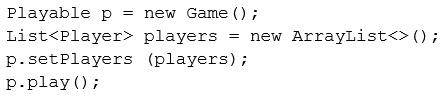 Playable p = new Game();
List<Player> players = new ArrayList<>();
p.setPlayers (players);
p.play();